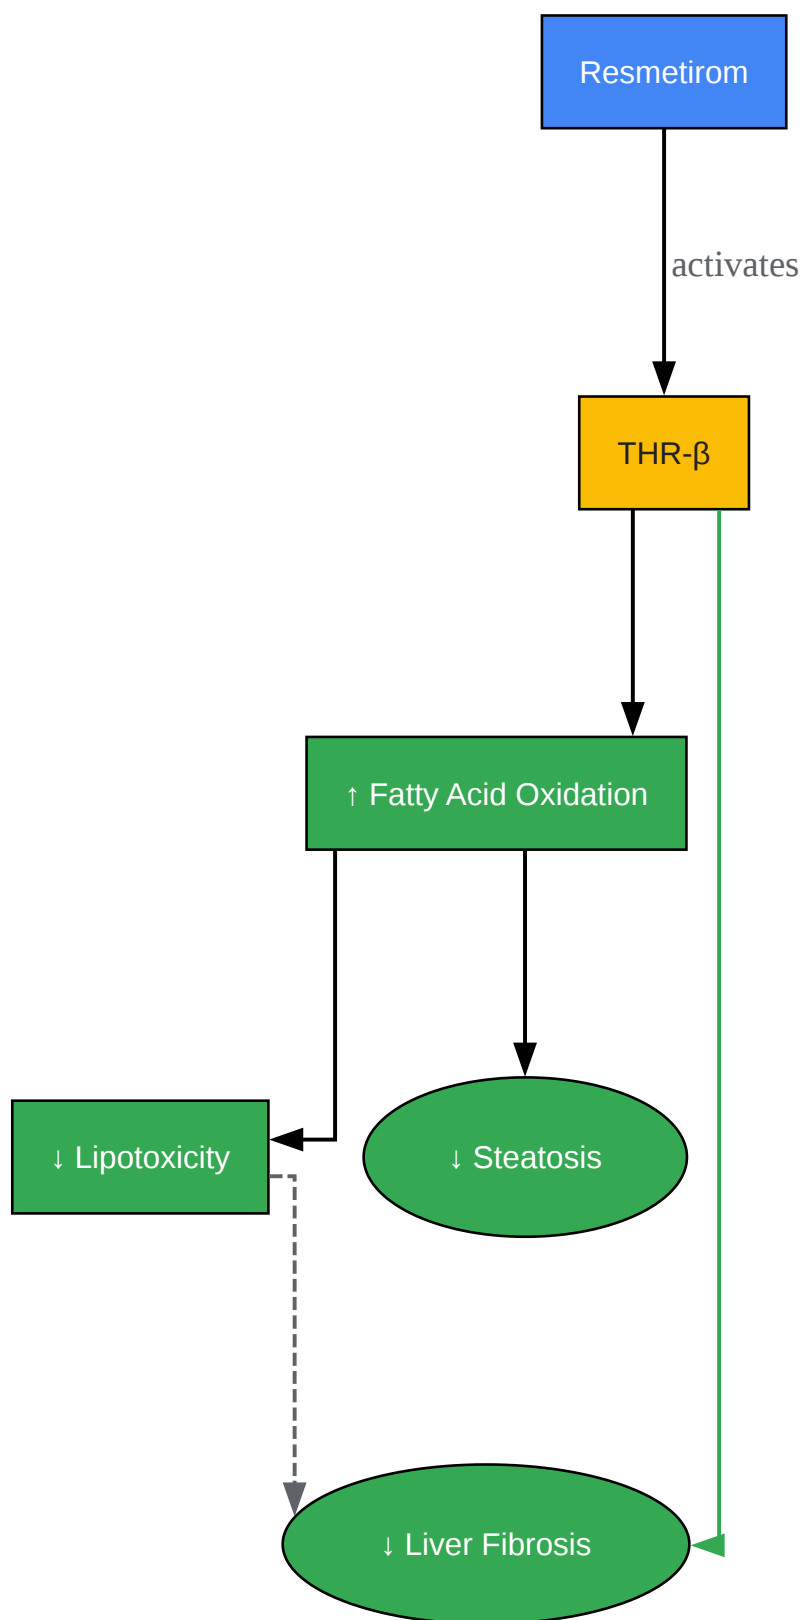 Resmetirom
activates
THR-β
↑ Fatty Acid Oxidation
↓ Lipotoxicity
↓ Steatosis
↓ Liver Fibrosis